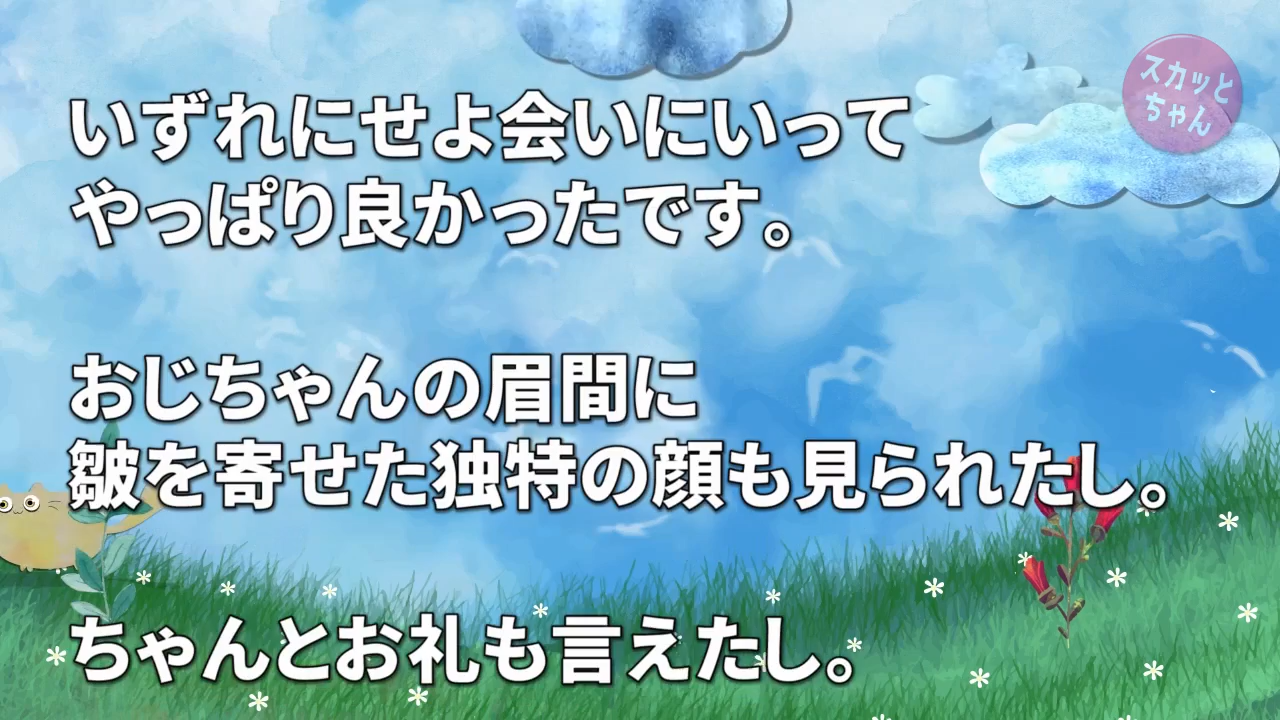 スカッと
ちゃん
いずれにせよ会いにいって
やっぱり良かったです。
おじちゃんの眉間に
皺を寄せた独特の顔も見られたし。
ちゃんとお礼も言えたし。